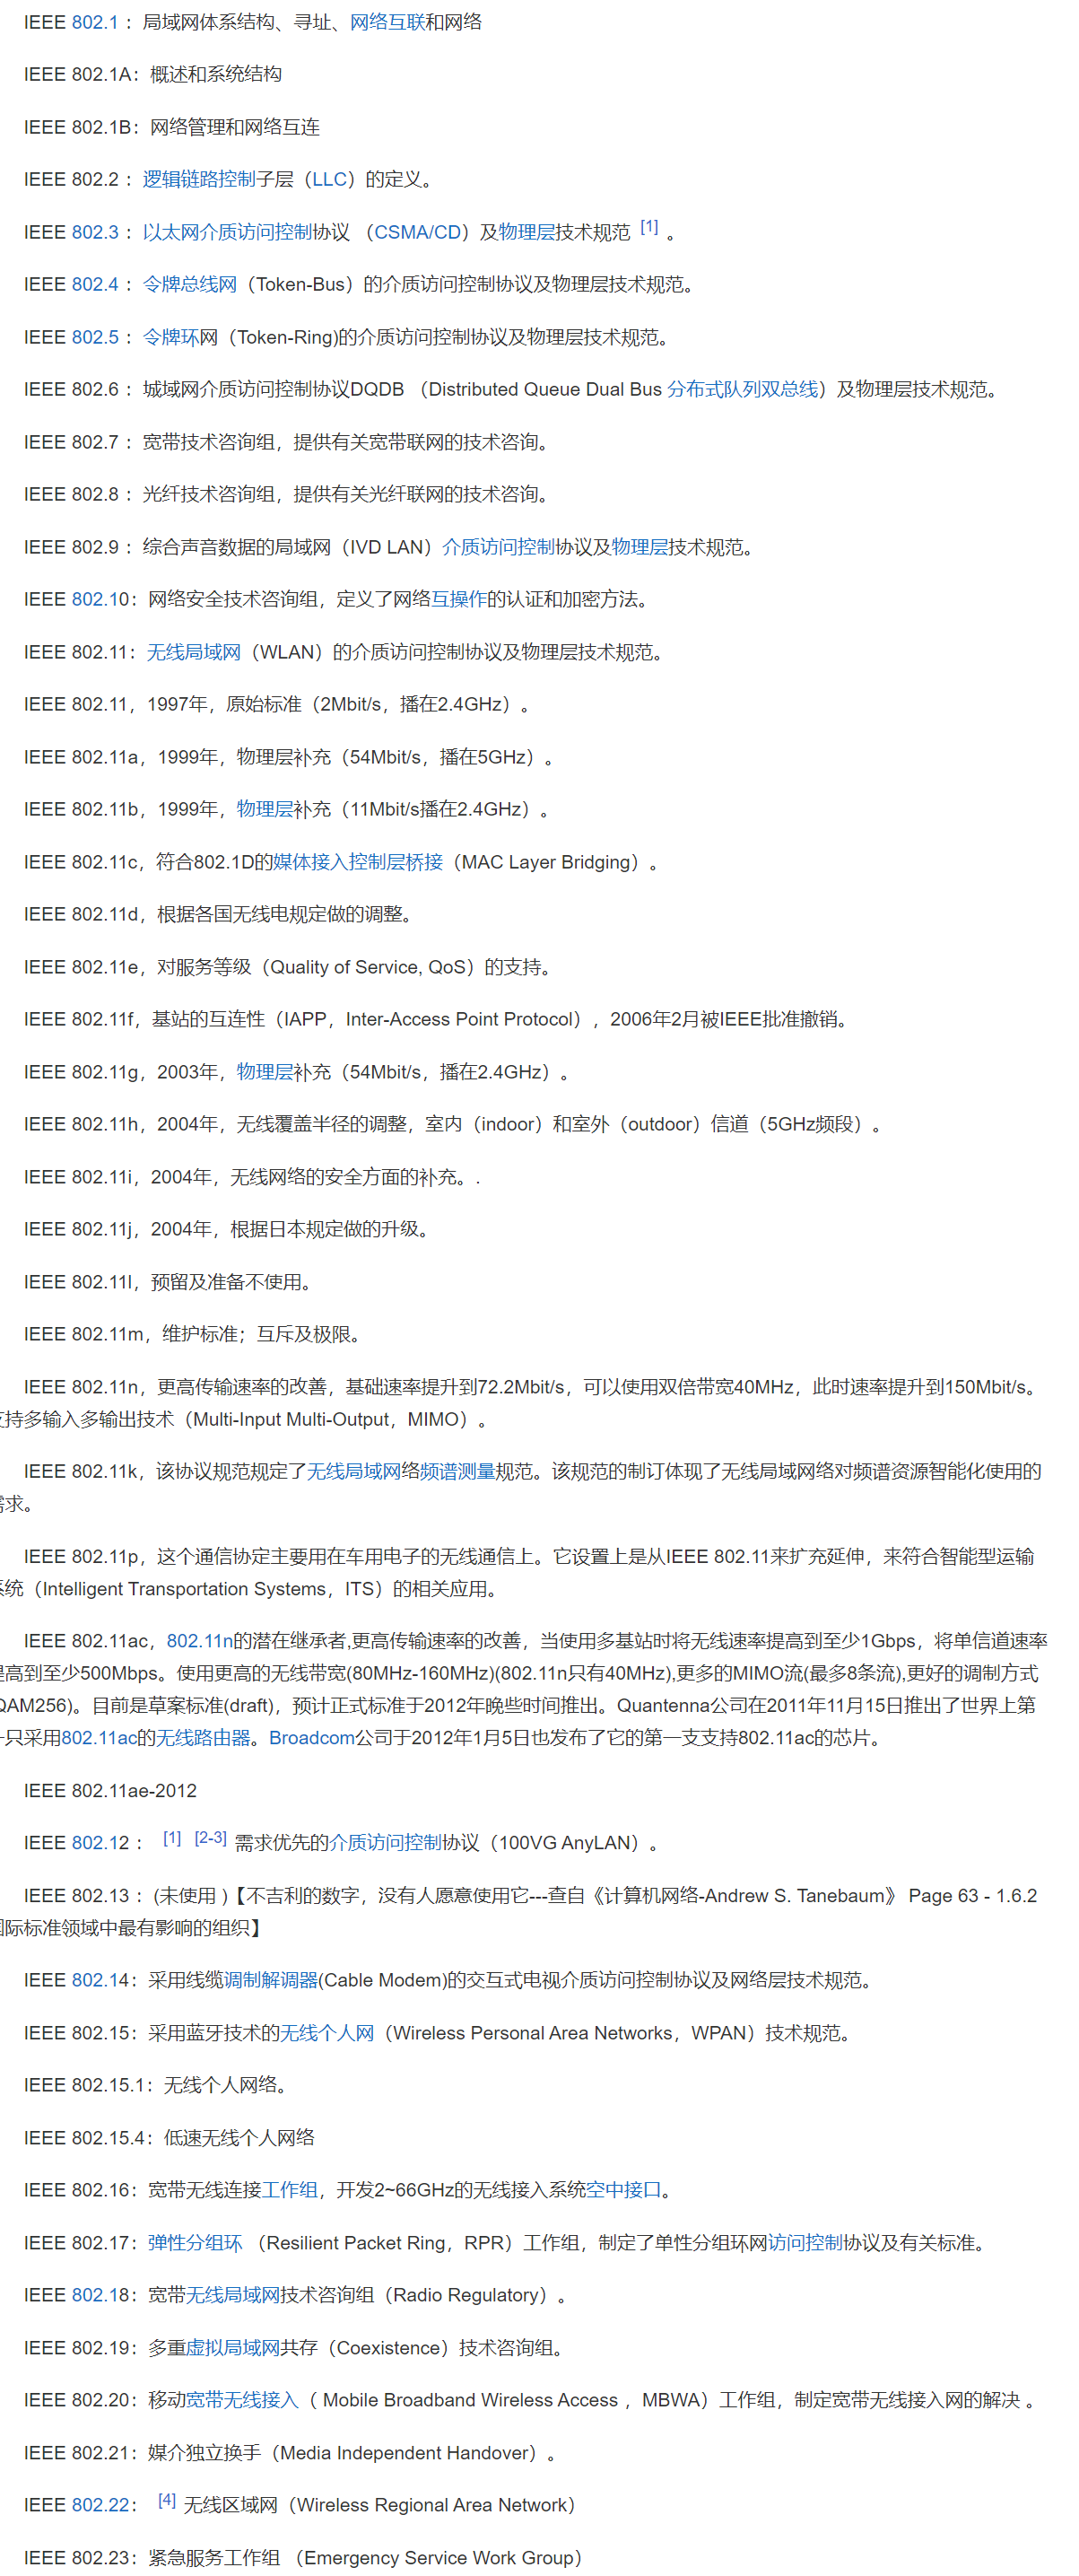 IEEE 802.1 ：局域网体系结构、寻址、网络互联和网络
IEEE 802.1A：概述和系统结构
IEEE 802.1B：网络管理和网络互连
IEEE 802.2 ：逻辑链路控制子层（LLC）的定义。
IEEE 802.3 ：以太网介质访问控制协议 （CSMA/CD）及物理层技术规范 [1] 。
IEEE 802.4 ：令牌总线网（Token-Bus）的介质访问控制协议及物理层技术规范。
IEEE 802.5 ：令牌环网（Token-Ring)的介质访问控制协议及物理层技术规范。
IEEE 802.6 ：城域网介质访问控制协议DQDB （Distributed Queue Dual Bus 分布式队列双总线）及物理层技术规范。
IEEE 802.7 ：宽带技术咨询组，提供有关宽带联网的技术咨询。
IEEE 802.8 ：光纤技术咨询组，提供有关光纤联网的技术咨询。
IEEE 802.9 ：综合声音数据的局域网（IVD LAN）介质访问控制协议及物理层技术规范。
IEEE 802.10：网络安全技术咨询组，定义了网络互操作的认证和加密方法。
IEEE 802.11：无线局域网（WLAN）的介质访问控制协议及物理层技术规范。
IEEE 802.11，1997年，原始标准（2Mbit/s，播在2.4GHz）。
IEEE 802.11a，1999年，物理层补充（54Mbit/s，播在5GHz）。
IEEE 802.11b，1999年，物理层补充（11Mbit/s播在2.4GHz）。
IEEE 802.11c，符合802.1D的媒体接入控制层桥接（MAC Layer Bridging）。
IEEE 802.11d，根据各国无线电规定做的调整。
IEEE 802.11e，对服务等级（Quality of Service, QoS）的支持。
IEEE 802.11f，基站的互连性（IAPP，Inter-Access Point Protocol），2006年2月被IEEE批准撤销。
IEEE 802.11g，2003年，物理层补充（54Mbit/s，播在2.4GHz）。
IEEE 802.11h，2004年，无线覆盖半径的调整，室内（indoor）和室外（outdoor）信道（5GHz频段）。
IEEE 802.11i，2004年，无线网络的安全方面的补充。.
IEEE 802.11j，2004年，根据日本规定做的升级。
IEEE 802.11l，预留及准备不使用。
IEEE 802.11m，维护标准；互斥及极限。
IEEE 802.11n，更高传输速率的改善，基础速率提升到72.2Mbit/s，可以使用双倍带宽40MHz，此时速率提升到150Mbit/s。
支持多输入多输出技术（Multi-Input Multi-Output，MIMO）。
IEEE 802.11k，该协议规范规定了无线局域网络频谱测量规范。该规范的制订体现了无线局域网络对频谱资源智能化使用的
需求。
IEEE 802.11p，这个通信协定主要用在车用电子的无线通信上。它设置上是从IEEE 802.11来扩充延伸，来符合智能型运输
系统（Intelligent Transportation Systems，ITS）的相关应用。
IEEE 802.11ac，802.11n的潜在继承者,更高传输速率的改善，当使用多基站时将无线速率提高到至少1Gbps，将单信道速率
提高到至少500Mbps。使用更高的无线带宽(80MHz-160MHz)(802.11n只有40MHz),更多的MIMO流(最多8条流),更好的调制方式
QAM256)。目前是草案标准(draft)，预计正式标准于2012年晚些时间推出。Quantenna公司在2011年11月15日推出了世界上第
一只采用802.11ac的无线路由器。Broadcom公司于2012年1月5日也发布了它的第一支支持802.11ac的芯片。
IEEE 802.11ae-2012
IEEE 802.12 ： [1] [2-3] 需求优先的介质访问控制协议（100VG AnyLAN）。
IEEE 802.13 ：(未使用 )【不吉利的数字，没有人愿意使用它---查自《计算机网络-Andrew S. Tanebaum》 Page 63 - 1.6.2
国际标准领域中最有影响的组织】
IEEE 802.14：采用线缆调制解调器(Cable Modem)的交互式电视介质访问控制协议及网络层技术规范。
IEEE 802.15：采用蓝牙技术的无线个人网（Wireless Personal Area Networks，WPAN）技术规范。
IEEE 802.15.1：无线个人网络。
IEEE 802.15.4：低速无线个人网络
IEEE 802.16：宽带无线连接工作组，开发2~66GHz的无线接入系统空中接口。
IEEE 802.17：弹性分组环 （Resilient Packet Ring，RPR）工作组，制定了单性分组环网访问控制协议及有关标准。
IEEE 802.18：宽带无线局域网技术咨询组（Radio Regulatory）。
IEEE 802.19：多重虚拟局域网共存（Coexistence）技术咨询组。
IEEE 802.20：移动宽带无线接入（ Mobile Broadband Wireless Access ，MBWA）工作组，制定宽带无线接入网的解决 。
IEEE 802.21：媒介独立换手（Media Independent Handover）。
IEEE 802.22： [4] 无线区域网（Wireless Regional Area Network）
IEEE 802.23：紧急服务工作组 （Emergency Service Work Group）